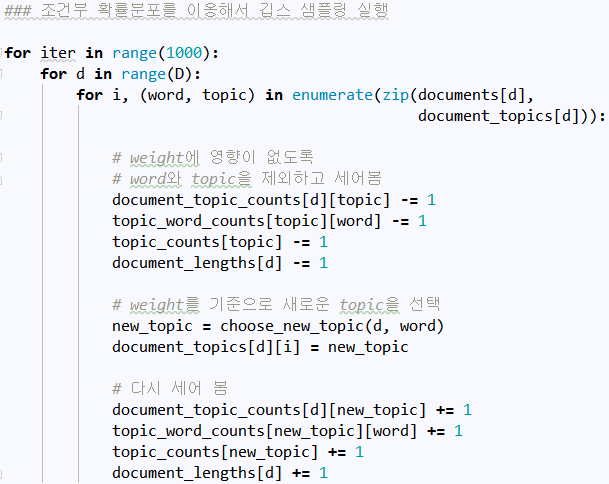 ### 조건부 확률분포를 이용해서 깁스 샘플링 실행
for iter in range(1000):
    for d in range(D):
        for i, (word, topic) in enumerate(zip(documents[d],
                                              document_topics[d])):
            # weight에 영향이 없도록
            # word와 topic을 제외하고 세어봄
            document_topic_counts[d][topic] -= 1
            topic_word_counts[topic][word] -= 1
            topic_counts[topic] -= 1
            document_lengths[d] -= 1
            # weight를 기준으로 새로운 topic을 선택
            new_topic = choose_new_topic(d, word)
            document_topics[d][i] = new_topic
            # 다시 세어 봄
            document_topic_counts[d][new_topic] += 1
            topic_word_counts[new_topic][word] += 1
            topic_counts[new_topic] += 1
            document_lengths[d] += 1